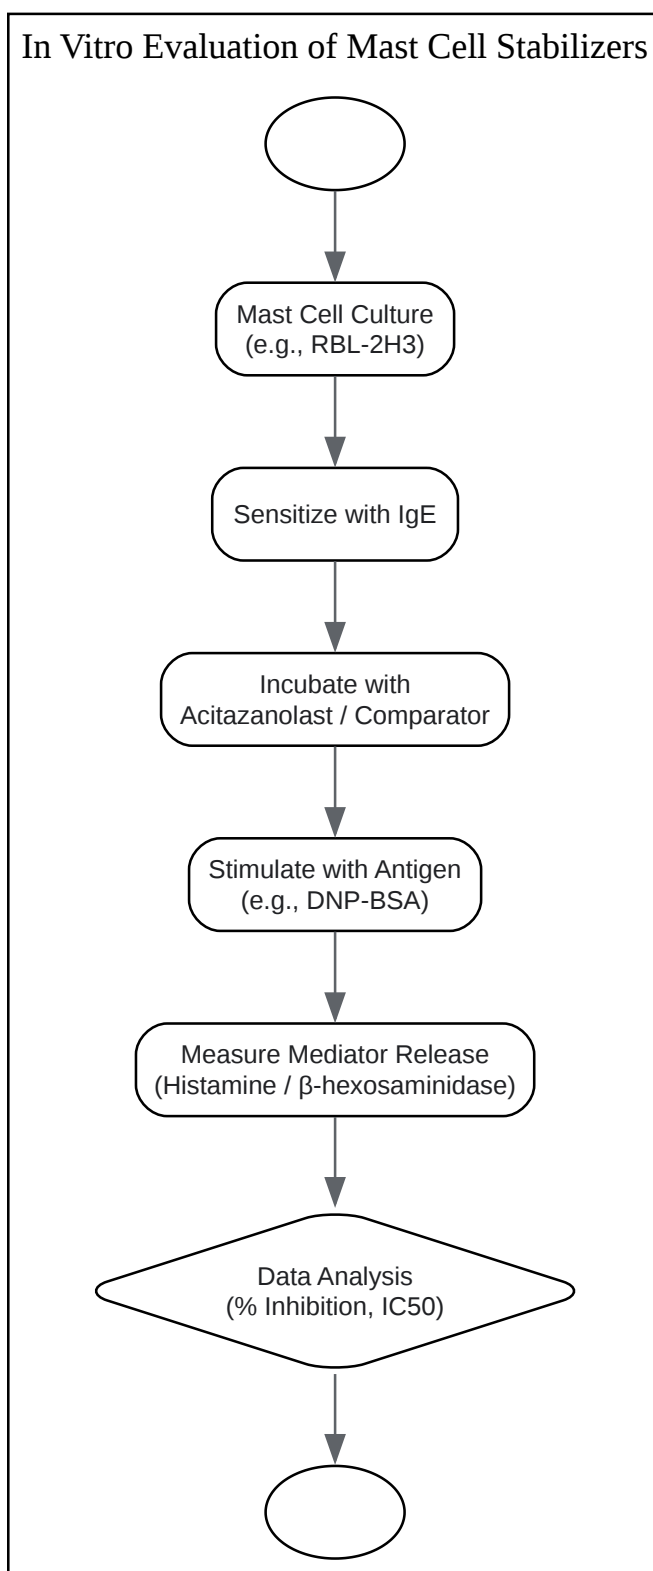 In Vitro Evaluation of Mast Cell Stabilizers
Mast Cell Culture
(e.g., RBL-2H3)
Sensitize with IgE
Incubate with
Acitazanolast / Comparator
Stimulate with Antigen
(e.g., DNP-BSA)
Measure Mediator Release
(Histamine / β-hexosaminidase)
Data Analysis
(% Inhibition, IC50)